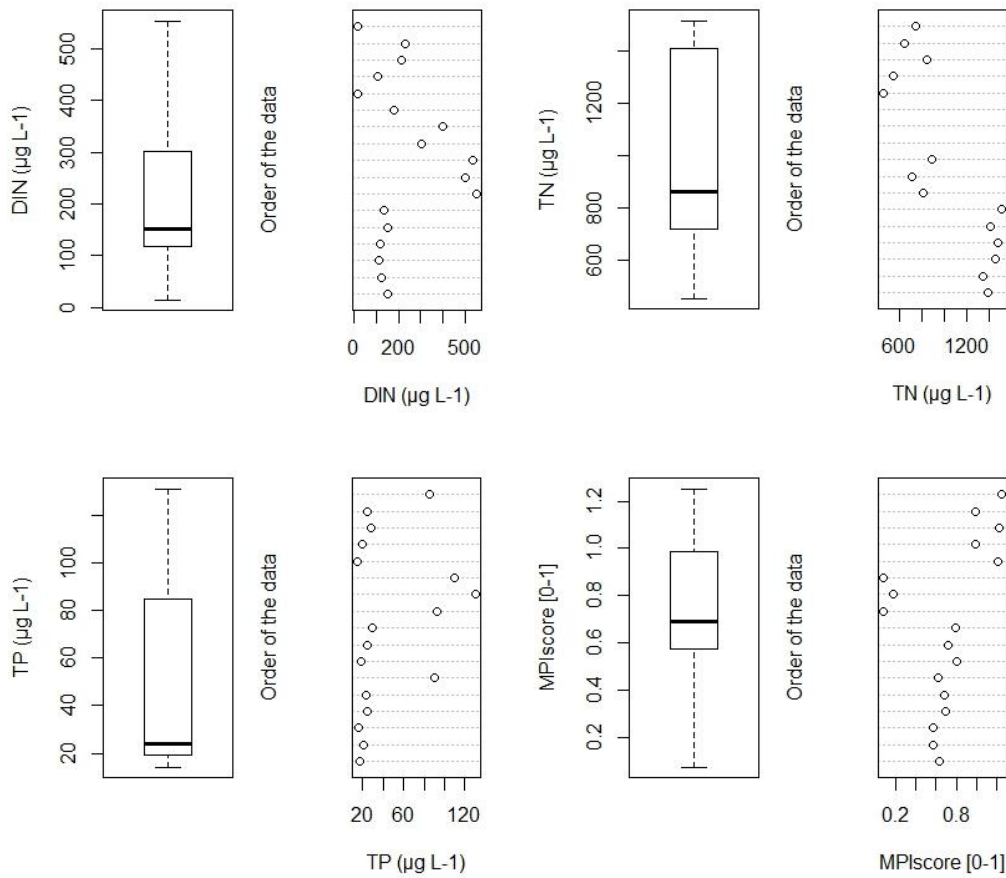 DIN (µg L-1)
0 100 200 300 400 500
Order of the data
0 200 500
DIN (µg L-1)
TN (µg L-1)
600 800 1200
Order of the data
600 1200
TN (µg L-1)
TP (µg L-1)
20 40 60 80 100
Order of the data
20 60 120
TP (µg L-1)
MPIscore [0-1]
0.2 0.4 0.6 0.8 1.0 1.2
Order of the data
0.2 0.8
MPIscore [0-1]